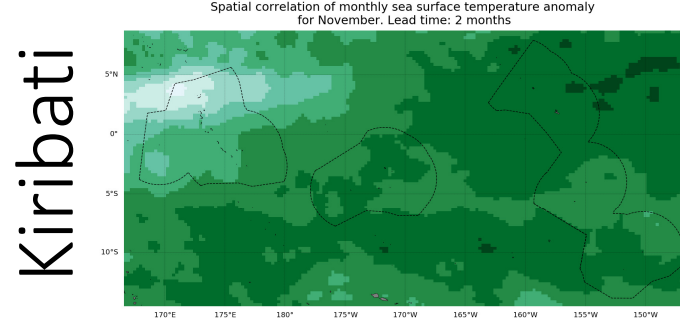 Spatial correlation of monthly sea surface temperature anomaly
for November. Lead time: 2 months
Kiribati
5°N
0°
5°S
10°S
170°E 175°E 180° 175°W 170°W 165°W 160°W 155°W 150°W